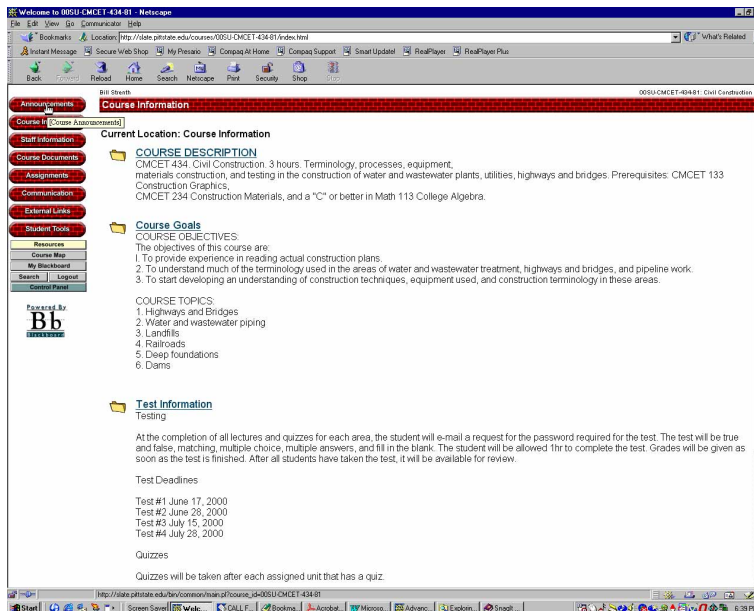 Welcome to 00SU-CMCET-434-81 - Netscape
File Edit View Go Communicator Help
Bookmarks Location: http://slate.pittstate.edu/courses/00SU-CMCET-434-81/index.html What's Related
Instant Message Secure Web Shop My Presario Compaq At Home Compaq Support Smart Update! RealPlayer RealPlayer Plus
Back Forward Reload Home Search Netscape Print Security Shop Stop
Bill Strenth 00SU-CMCET-434-81: Civil Construction
Announcements
Course In
[Course Announcements]
Staff Information
Course Documents
Assignments
Communication
External Links
Student Tools
Resources
Course Map
My Blackboard
Search Logout
Control Panel
Powered By
Bb
Blackboard
Course Information
Current Location: Course Information
COURSE DESCRIPTION
CMCET 434. Civil Construction. 3 hours. Terminology, processes, equipment,
materials construction, and testing in the construction of water and wastewater plants, utilities, highways and bridges. Prerequisites: CMCET 133
Construction Graphics,
CMCET 234 Construction Materials, and a "C" or better in Math 113 College Algebra.
Course Goals
COURSE OBJECTIVES:
The objectives of this course are:
l. To provide experience in reading actual construction plans.
2. To understand much of the terminology used in the areas of water and wastewater treatment, highways and bridges, and pipeline work.
3. To start developing an understanding of construction techniques, equipment used, and construction terminology in these areas.
COURSE TOPICS:
1. Highways and Bridges
2. Water and wastewater piping
3. Landfills
4. Railroads
5. Deep foundations
6. Dams
Test Information
Testing
At the completion of all lectures and quizzes for each area, the student will e-mail a request for the password required for the test. The test will be true
and false, matching, multiple choice, multiple answers, and fill in the blank. The student will be allowed 1hr to complete the test. Grades will be given as
soon as the test is finished. After all students have taken the test, it will be available for review.
Test Deadlines
Test #1 June 17, 2000
Test #2 June 28, 2000
Test #3 July 15, 2000
Test #4 July 28, 2000
Quizzes
Quizzes will be taken after each assigned unit that has a quiz.
http://slate.pittstate.edu/bin/common/main.pl?course_id=00SU-CMCET-434-81
Start Screen Saver Welc... CALL F... Bookma... Acrobat... Microso... Advanc... Explorin... SnagIt ...